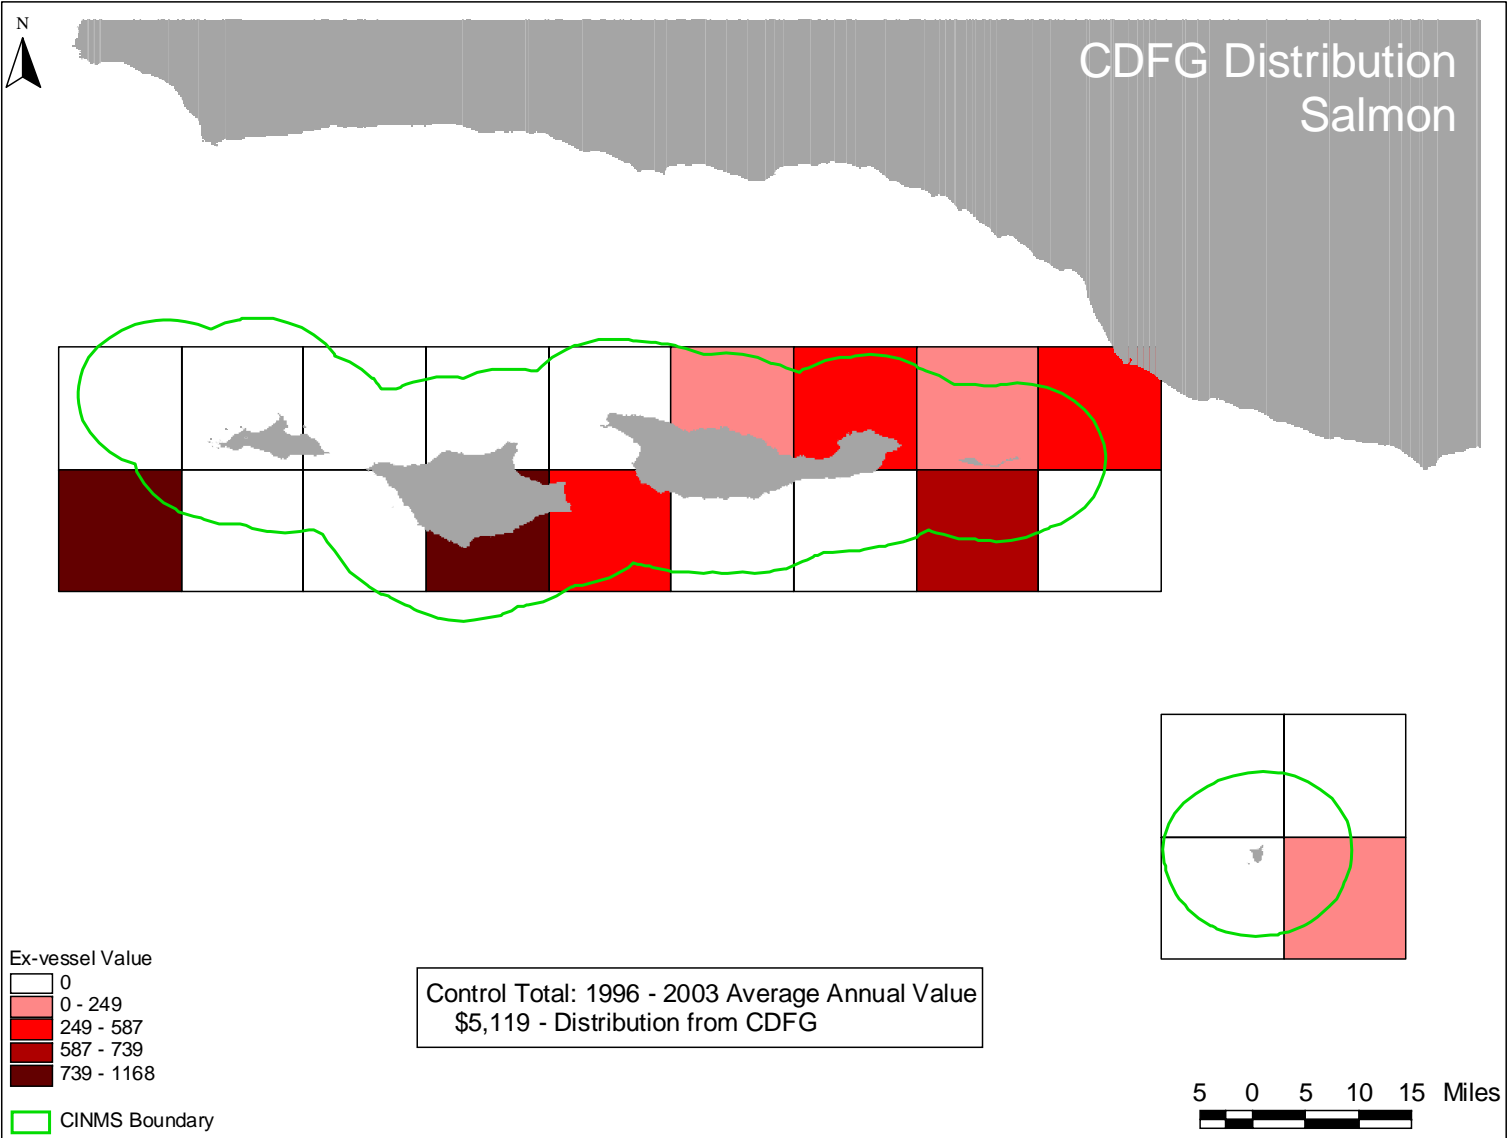 N
CDFG Distribution
Salmon
Ex-vessel Value
0
0 - 249
249 - 587
587 - 739
739 - 1168
CINMS Boundary
Control Total: 1996 - 2003 Average Annual Value
$5,119 - Distribution from CDFG
5 0 5 10 15 Miles